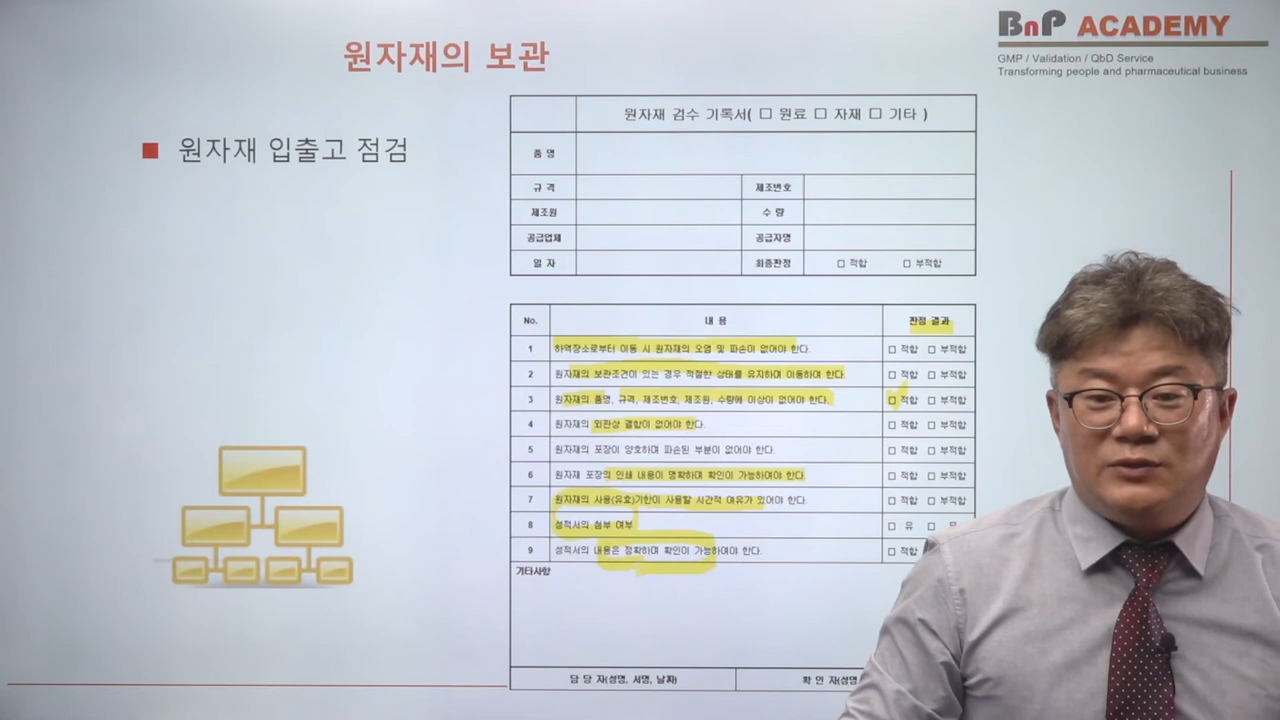 원자재의 보관
BnP ACADEMY
GMP / Validation / QbD Service
Transforming people and pharmaceutical business
원자재 입출고 점검
원자재 검수 기록서( □ 원료 □ 자재 □ 기타 )
품 명
규 격 제조번호
제조원 수 량
공급업체 공급자명
일 자 최종판정 □ 적합 □ 부적합
No. 내 용 판정 결과
1 하역장소로부터 이동 시 원자재의 오염 및 파손이 없어야 한다. □ 적합 □ 부적합
2 원자재의 보관조건이 있는 경우 적절한 상태를 유지하며 이동하여야 한다. □ 적합 □ 부적합
3 원자재의 품명, 규격, 제조번호, 제조원, 수량에 이상이 없어야 한다. □ 적합 □ 부적합
4 원자재의 외관상 결함이 없어야 한다. □ 적합 □ 부적합
5 원자재의 포장이 양호하며 파손된 부분이 없어야 한다. □ 적합 □ 부적합
6 원자재 포장의 인쇄 내용이 명확하며 확인이 가능하여야 한다. □ 적합 □ 부적합
7 원자재의 사용(유효)기한이 사용할 시간적 여유가 있어야 한다. □ 적합 □ 부적합
8 성적서의 첨부 여부 □ 유 □
9 성적서의 내용은 정확하며 확인이 가능하여야 한다. □ 적합
기타사항
담 당 자(성명, 서명, 날짜) 확 인 자(성명